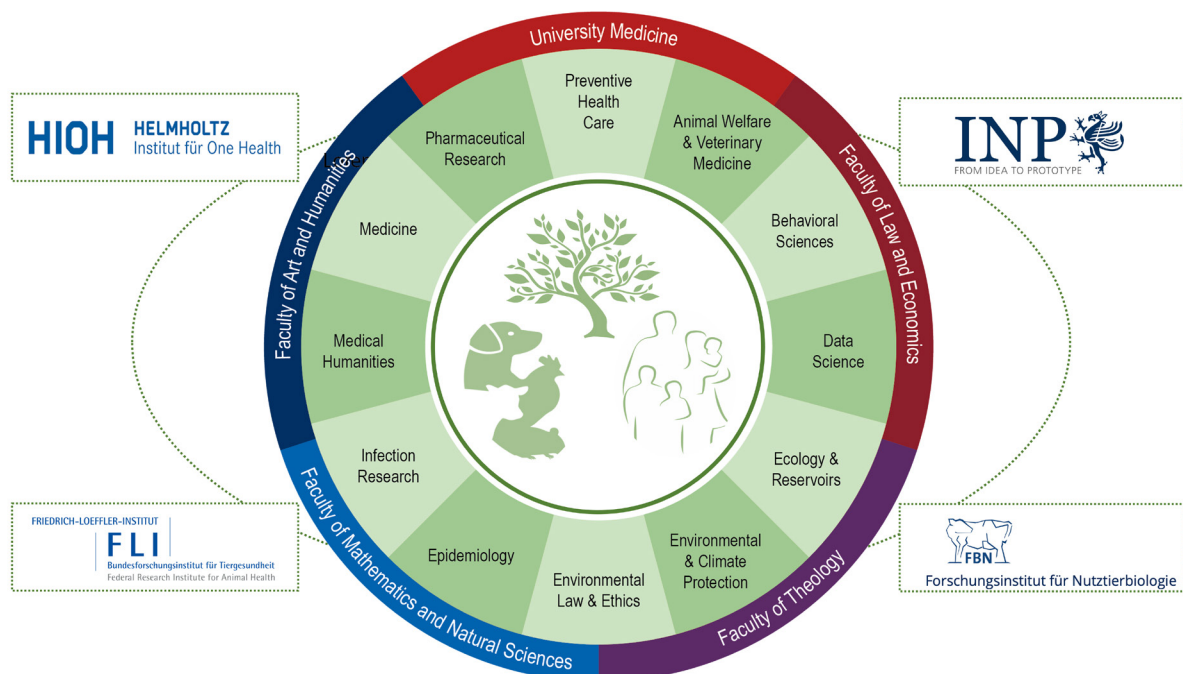 University Medicine
HIOH
HELMHOLTZ
Institut für One Health
INP
FROM IDEA TO PROTOTYPE
Preventive
Health
Care
Animal Welfare
& Veterinary
Medicine
Pharmaceutical
Research
Behavioral
Sciences
Medicine
Faculty of Art and Humanities
Faculty of Law and Economics
Medical
Humanities
Data
Science
Infection
Research
Ecology &
Reservoirs
Epidemiology
Environmental
Law & Ethics
Environmental
& Climate
Protection
Faculty of Mathematics and Natural Sciences
Faculty of Theology
FRIEDRICH-LOEFFLER-INSTITUT
FLI
Bundesforschungsinstitut für Tiergesundheit
Federal Research Institute for Animal Health
FBN
Forschungsinstitut für Nutztierbiologie